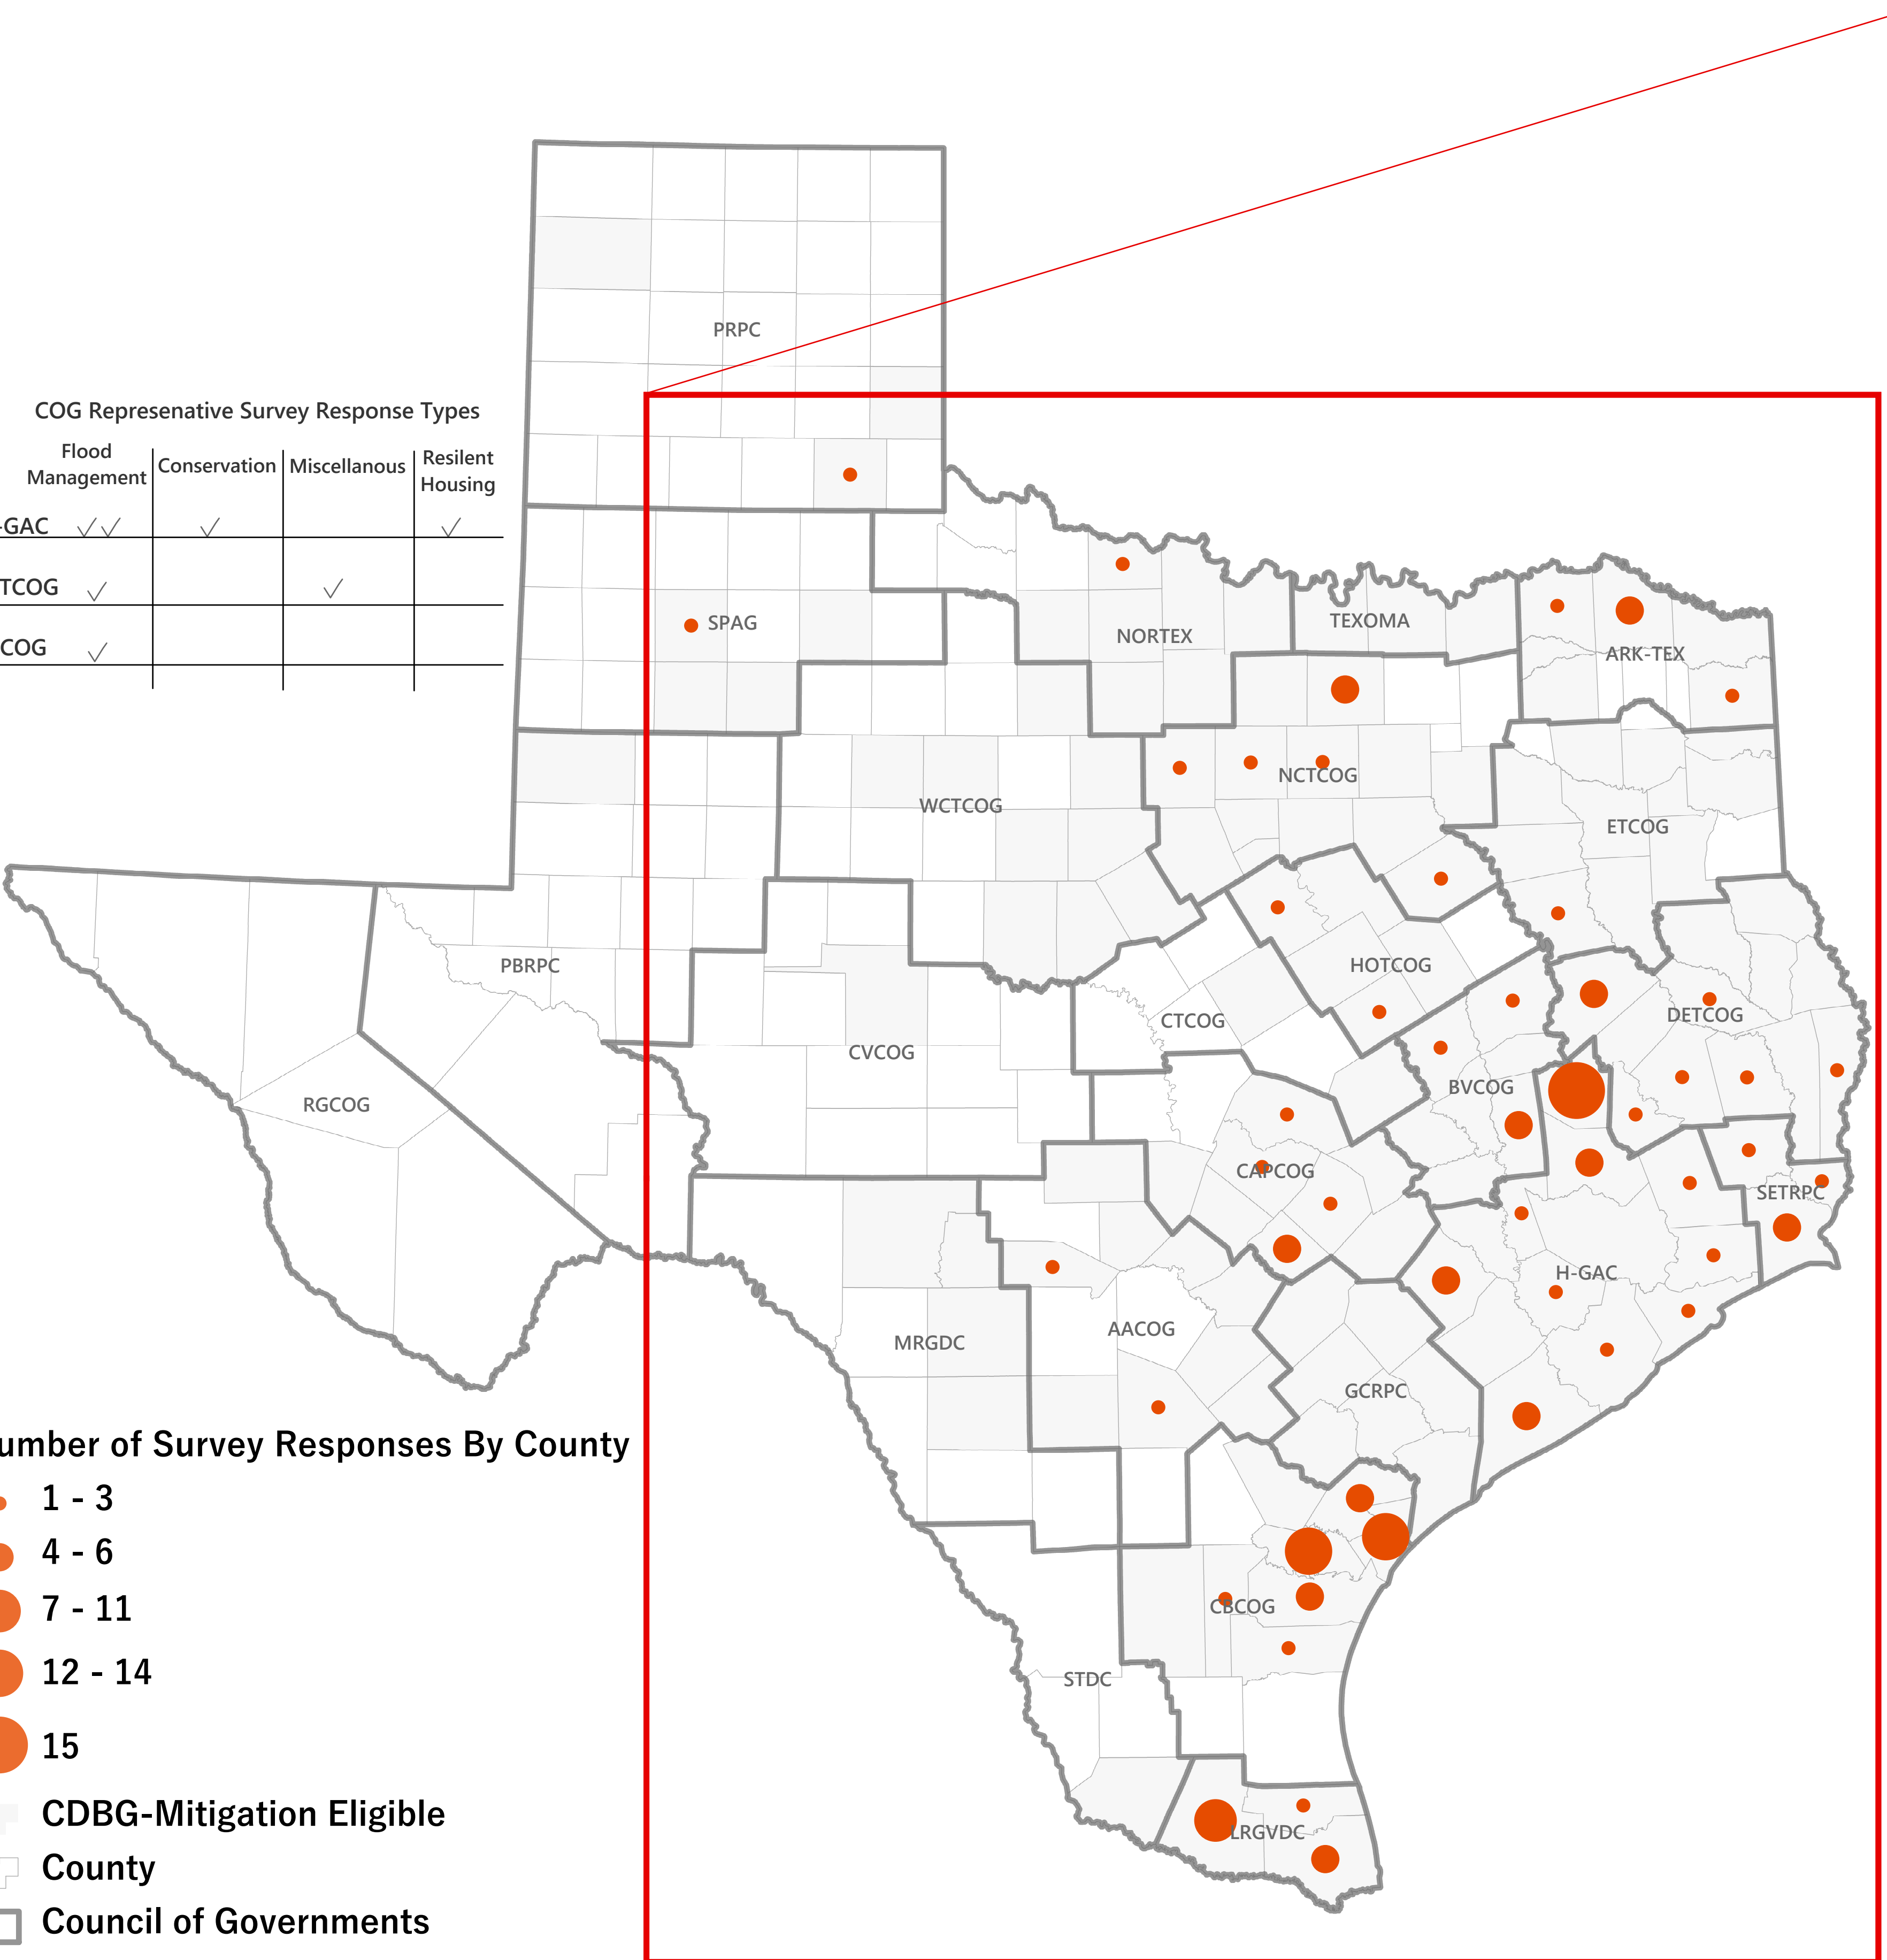 PRPC
COG Represenative Survey Response Types
Flood
Management
Conservation
Miscellanous
Resilent
Housing
-GAC
TCOG
COG
SPAG
NORTEX
TEXOMA
ARK-TEX
NCTCOG
WCTCOG
ETCOG
PBRPC
HOTCOG
CTCOG
DETCOG
CVCOG
BVCOG
RGCOG
CAPCOG
SETRPC
H-GAC
AACOG
MRGDC
GCRPC
umber of Survey Responses By County
1 - 3
4 - 6
7 - 11
12 - 14
15
CBCOG
STDC
LRGVDC
CDBG-Mitigation Eligible
County
Council of Governments